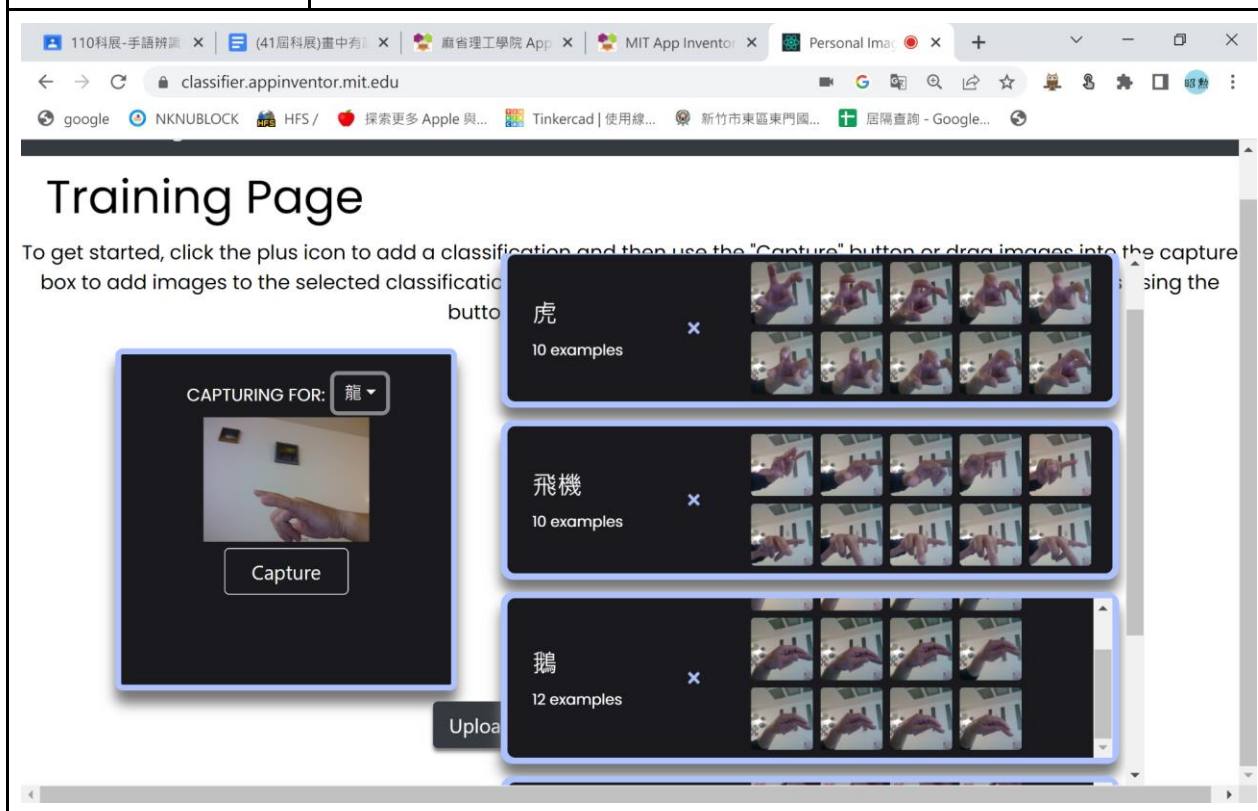 110科展-手語辨識
(41屆科展)畫中有
麻省理工學院 App
MIT App Inventor
Personal Imag
classifier.appinventor.mit.edu
昭勲
google
NKNUBLOCK
HFS /
探索更多 Apple 與...
Tinkercad | 使用線...
新竹市東區東門國...
居隔查詢 - Google...
Training Page
To get started, click the plus icon to add a classification and then use the "Capture" button or drag images into the capture
box to add images to the selected classificatio sing the
butto
CAPTURING FOR: 龍
Capture
虎
10 examples
飛機
10 examples
鵝
12 examples
Uploa